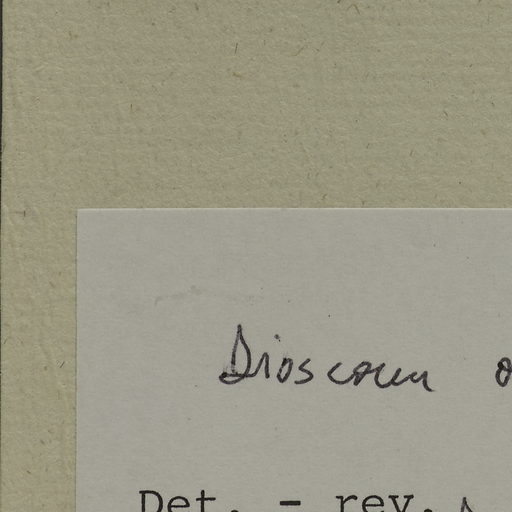 Dioscorea
Det. - rev.